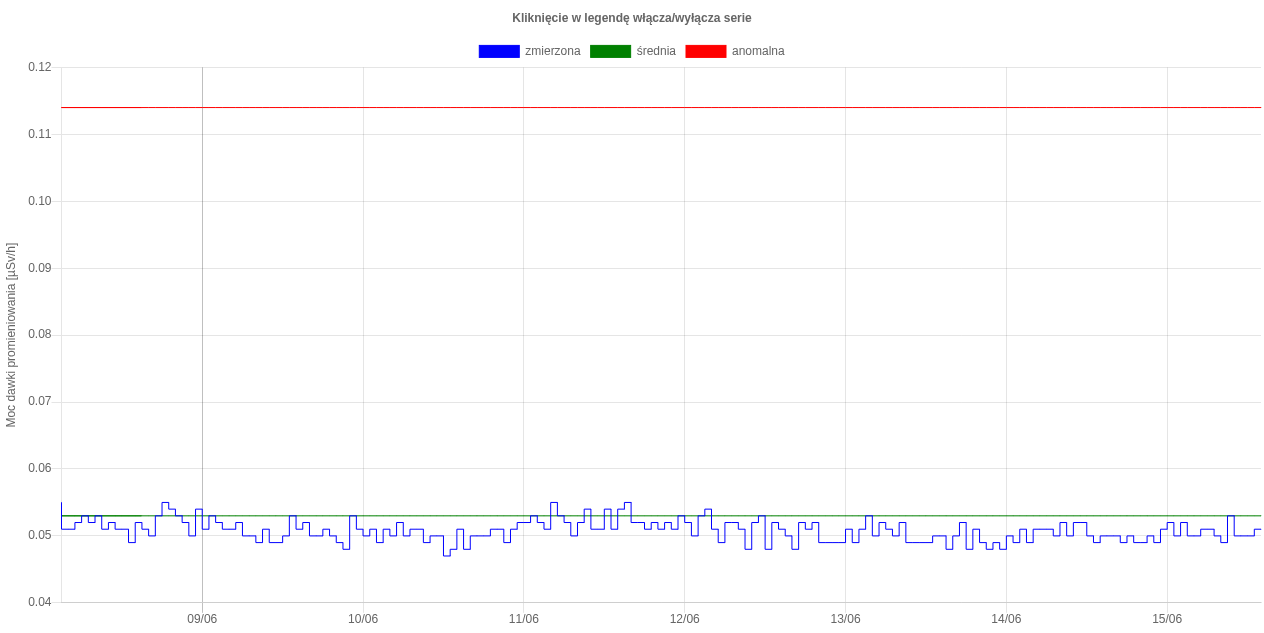 Kliknięcie w legendę włącza/wyłącza serie
zmierzona średnia anomalna
Moc dawki promieniowania [µSv/h]
0.12
0.11
0.10
0.09
0.08
0.07
0.06
0.05
0.04
09/06 10/06 11/06 12/06 13/06 14/06 15/06